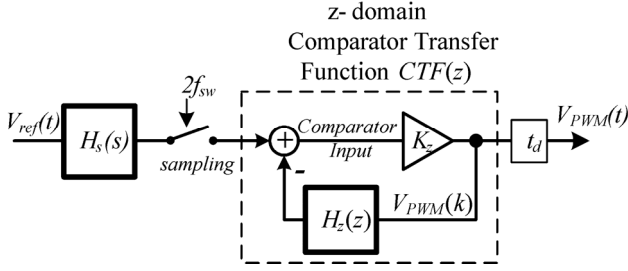 z- domain
Comparator Transfer
Function CTF(z)
2fsw
Vref(t)
Hs(s)
sampling
+
Comparator
Input
Kz
td
VPWM(t)
-
Hz(z)
VPWM(k)